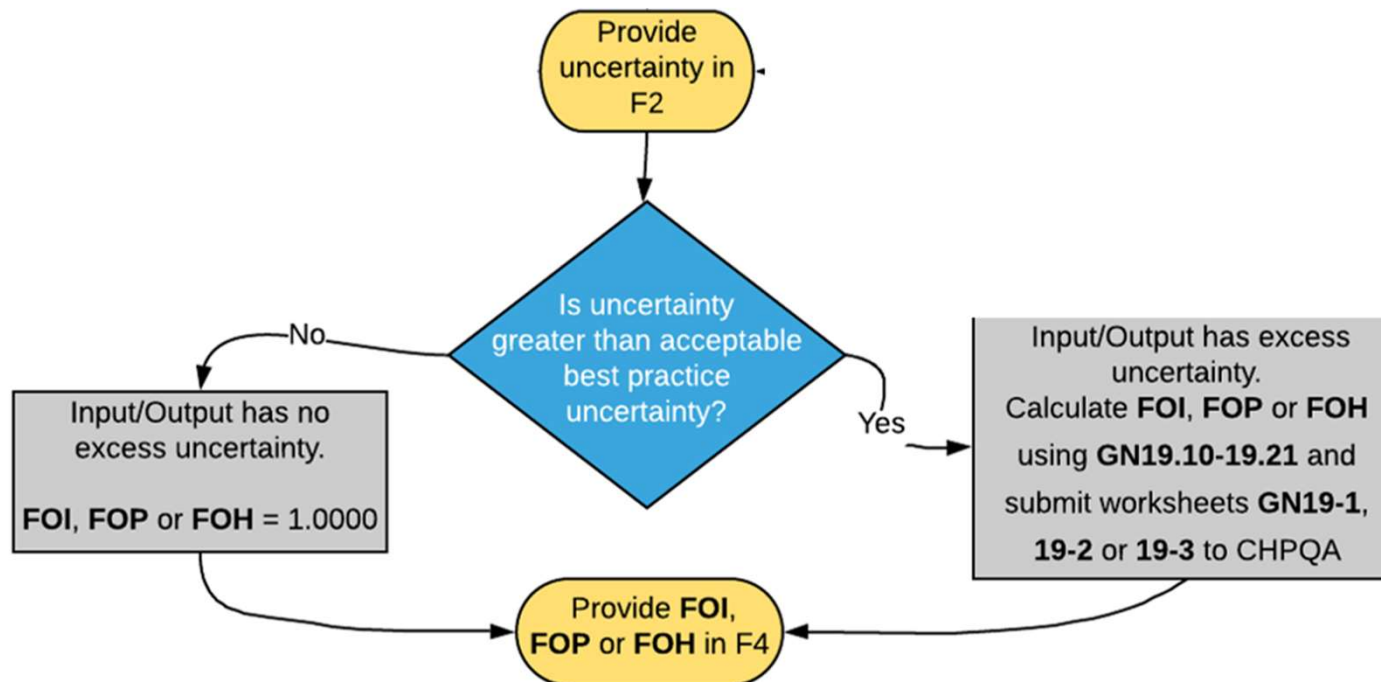 Provide
uncertainty in
F2
Is uncertainty
greater than acceptable
best practice
uncertainty?
No
Yes
Input/Output has no
excess uncertainty.
FOI, FOP or FOH = 1.0000
Input/Output has excess
uncertainty.
Calculate FOI, FOP or FOH
using GN19.10-19.21 and
submit worksheets GN19-1,
19-2 or 19-3 to CHPQA
Provide FOI,
FOP or FOH in F4